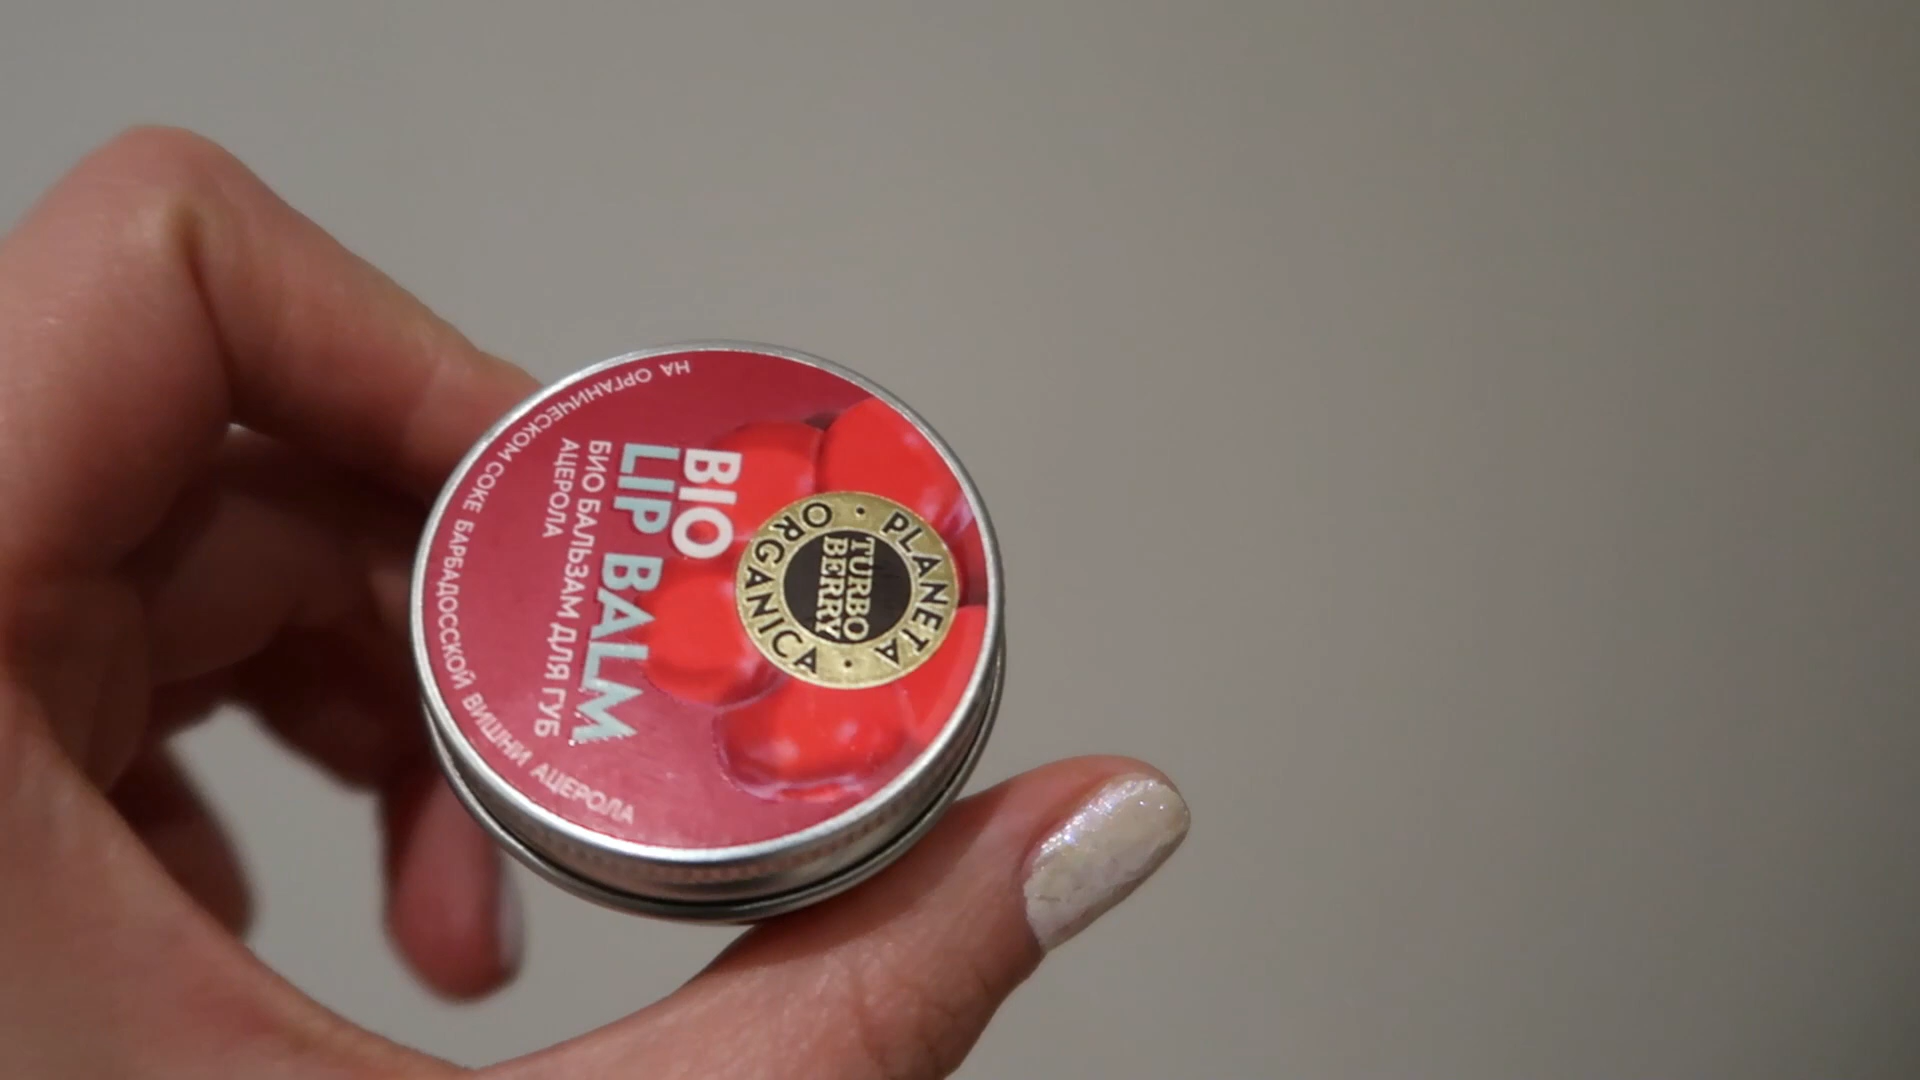 PLANETA ORGANICA
TURBO
BERRY
BIO
LIP BALM
БИО БАЛЬЗАМ ДЛЯ ГУБ
АЦЕРОЛА
НА ОРГАНИЧЕСКОМ СОКЕ БАРБАДОССКОЙ ВИШНИ АЦЕРОЛА